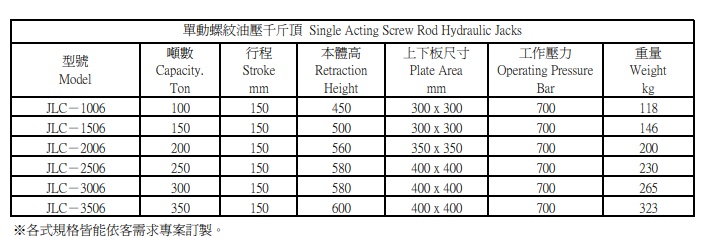 單動螺紋油壓千斤頂 Single Acting Screw Rod Hydraulic Jacks
型號 Model 噸數 Capacity. Ton 行程 Stroke mm 本體高 Retraction Height 上下板尺寸 Plate Area mm 工作壓力 Operating Pressure Bar 重量 Weight kg
JLC－1006 100 150 450 300 x 300 700 118
JLC－1506 150 150 500 300 x 300 700 146
JLC－2006 200 150 560 350 x 350 700 200
JLC－2506 250 150 580 400 x 400 700 230
JLC－3006 300 150 580 400 x 400 700 265
JLC－3506 350 150 600 400 x 400 700 323
※各式規格皆能依客需求專案訂製。